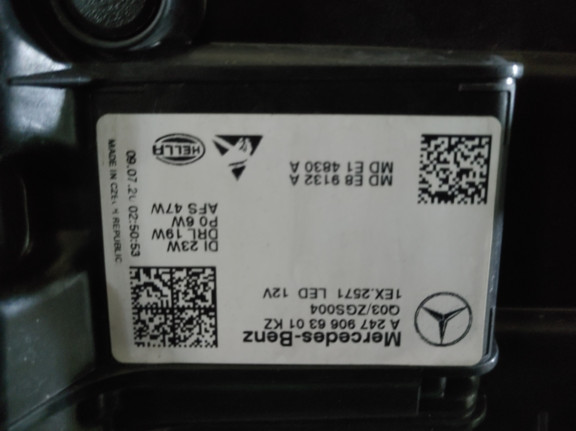 Mercedes-Benz
A 247 906 63 01 KZ
Q03/ZGS004
1EX.2571 LED 12V
DI 23W
DRL 19W
PO 6W
AFS 47W
MD E8 9132 A
MD E1 4830 A
HELLA
09.07.20 02:50:53
MADE IN CZECH REPUBLIC